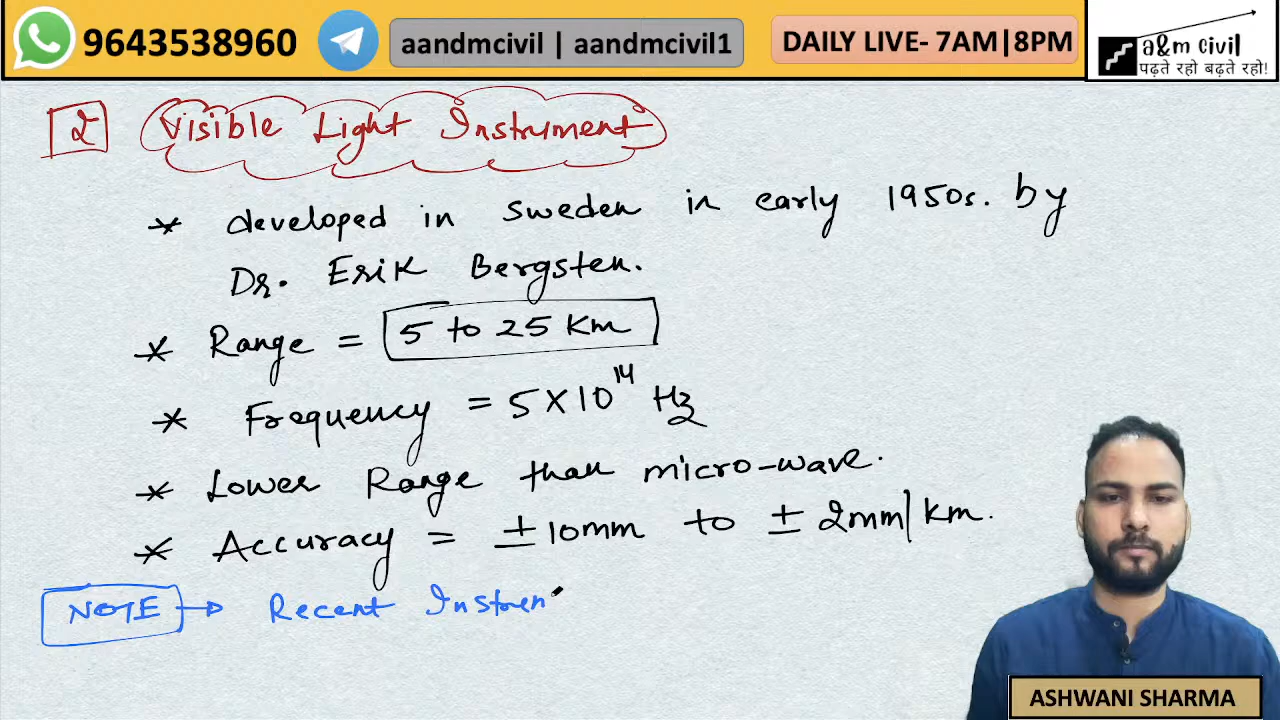 9643538960
aandmcivil | aandmcivil1
DAILY LIVE- 7AM|8PM
a&m civil
पढ़ते रहो बढ़ते रहो!
2 Visible Light Instrument
* developed in Sweden in early 1950s. by
Dr. Erik Bergsten.
* Range = 5 to 25 Km
* Frequency = 5×10¹⁴ Hz
* Lower Range than micro-wave.
* Accuracy = ±10mm to ± 2mm/km.
NOTE → Recent Instrum
ASHWANI SHARMA